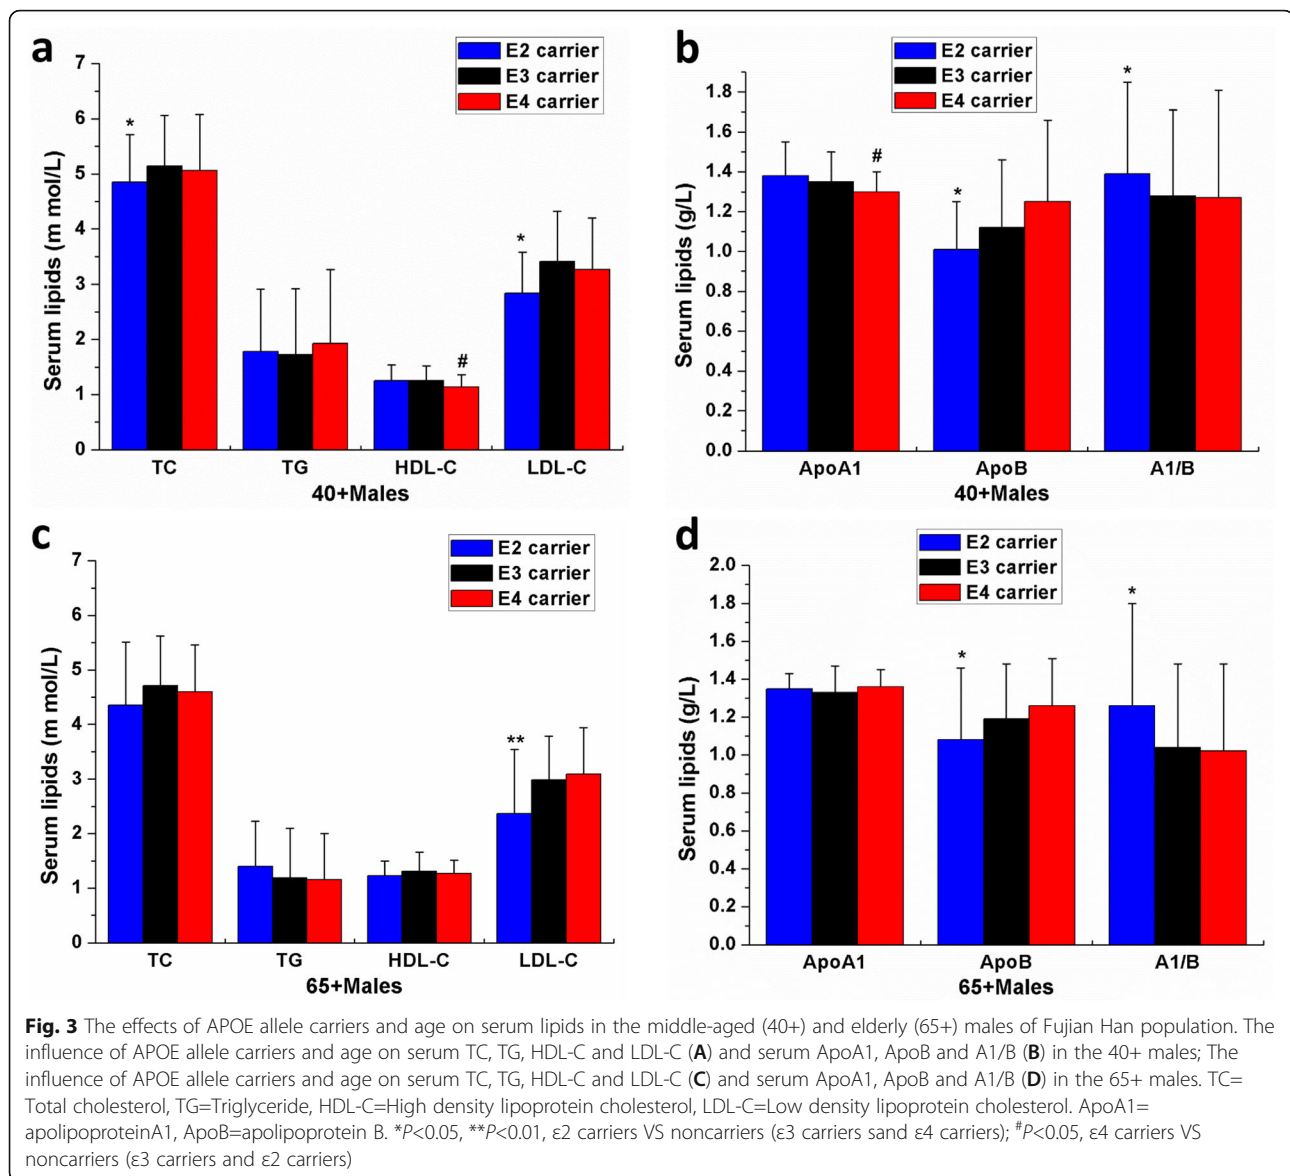 a
E2 carrier
E3 carrier
E4 carrier
Serum lipids (m mol/L)
7
6
5
4
3
2
1
0
*
#
*
TC TG HDL-C LDL-C
40+Males
b
E2 carrier
E3 carrier
E4 carrier
Serum lipids (g/L)
1.8
1.6
1.4
1.2
1.0
0.8
0.6
0.4
0.2
0.0
#
*
*
ApoA1 ApoB A1/B
40+Males
c
E2 carrier
E3 carrier
E4 carrier
Serum lipids (m mol/L)
7
6
5
4
3
2
1
0
**
TC TG HDL-C LDL-C
65+Males
d
E2 carrier
E3 carrier
E4 carrier
Serum lipids (g/L)
2.0
1.8
1.6
1.4
1.2
1.0
0.8
0.6
0.4
0.2
0.0
*
*
ApoA1 ApoB A1/B
65+Males
Fig. 3 The effects of APOE allele carriers and age on serum lipids in the middle-aged (40+) and elderly (65+) males of Fujian Han population. The
influence of APOE allele carriers and age on serum TC, TG, HDL-C and LDL-C (A) and serum ApoA1, ApoB and A1/B (B) in the 40+ males; The
influence of APOE allele carriers and age on serum TC, TG, HDL-C and LDL-C (C) and serum ApoA1, ApoB and A1/B (D) in the 65+ males. TC=
Total cholesterol, TG=Triglyceride, HDL-C=High density lipoprotein cholesterol, LDL-C=Low density lipoprotein cholesterol. ApoA1=
apolipoproteinA1, ApoB=apolipoprotein B. *P<0.05, **P<0.01, ε2 carriers VS noncarriers (ε3 carriers sand ε4 carriers); #P<0.05, ε4 carriers VS
noncarriers (ε3 carriers and ε2 carriers)